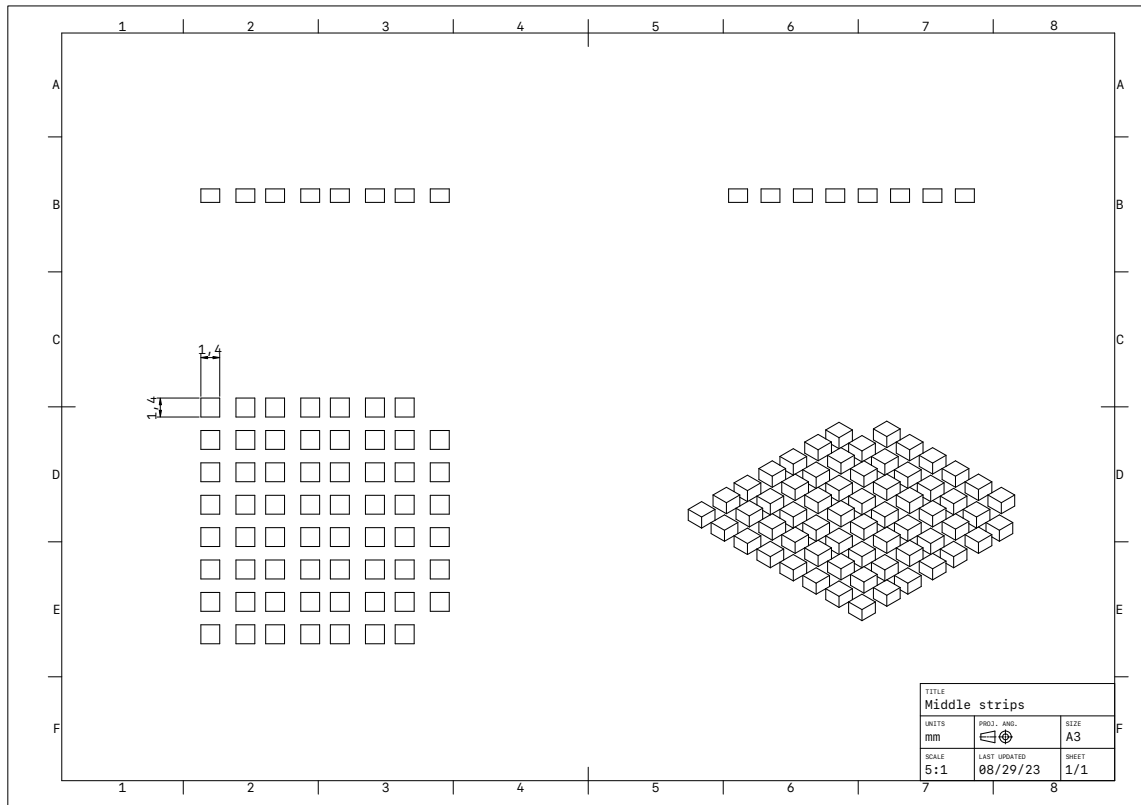 1 2 3 4 5 6 7 8
A A
B B
C C
1,4
1,4
D D
E E
TITLE
Middle strips
UNITS PROJ. ANG. SIZE
mm A3
F F
SCALE LAST UPDATED SHEET
5:1 08/29/23 1/1
1 2 3 4 5 6 7 8